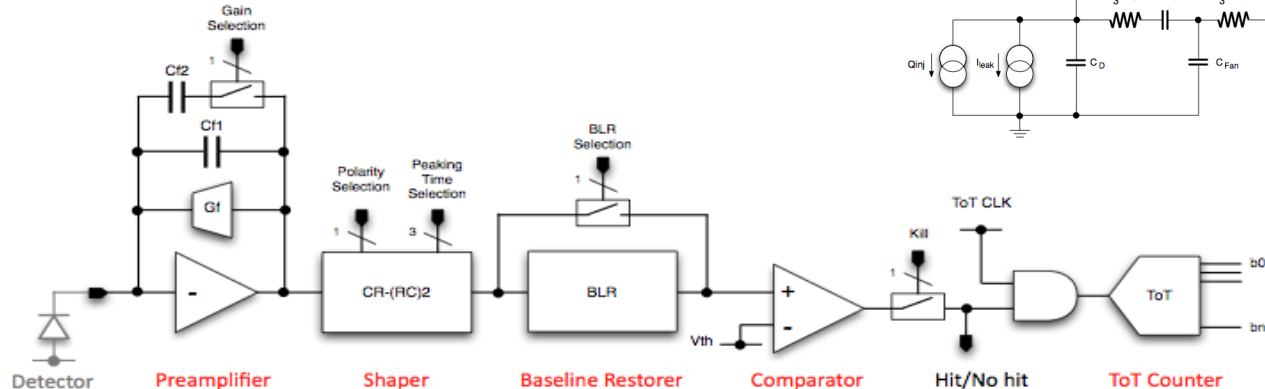 Gain
Selection
1
Cf2
Cf1
Gf
Qinj
Ileak
CD
CFan
BLR
Selection
1
Polarity
Selection
Peaking
Time
Selection
1
3
ToT CLK
Kill
1
-
CR-(RC)2
BLR
+
-
Vth
ToT
b0
bn
Detector
Preamplifier
Shaper
Baseline Restorer
Comparator
Hit/No hit
ToT Counter